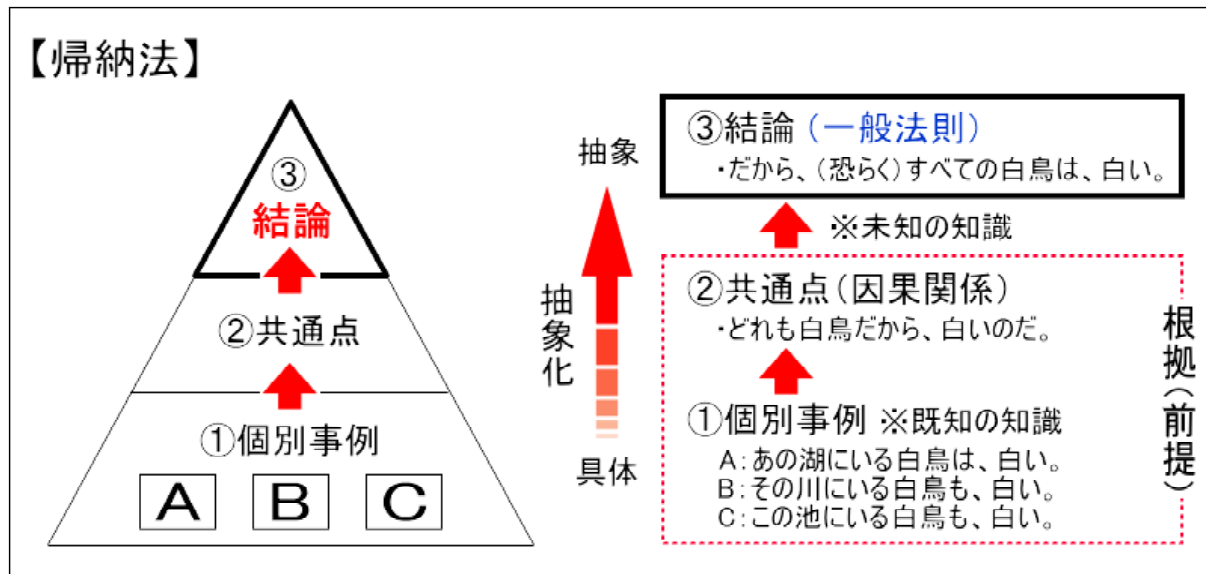 【帰納法】
③
結論
②共通点
①個別事例
A B C
抽象
抽象化
具体
③結論（一般法則）
・だから、（恐らく）すべての白鳥は、白い。
※未知の知識
②共通点（因果関係）
・どれも白鳥だから、白いのだ。
①個別事例 ※既知の知識
A：あの湖にいる白鳥は、白い。
B：その川にいる白鳥も、白い。
C：この池にいる白鳥も、白い。
根拠（前提）